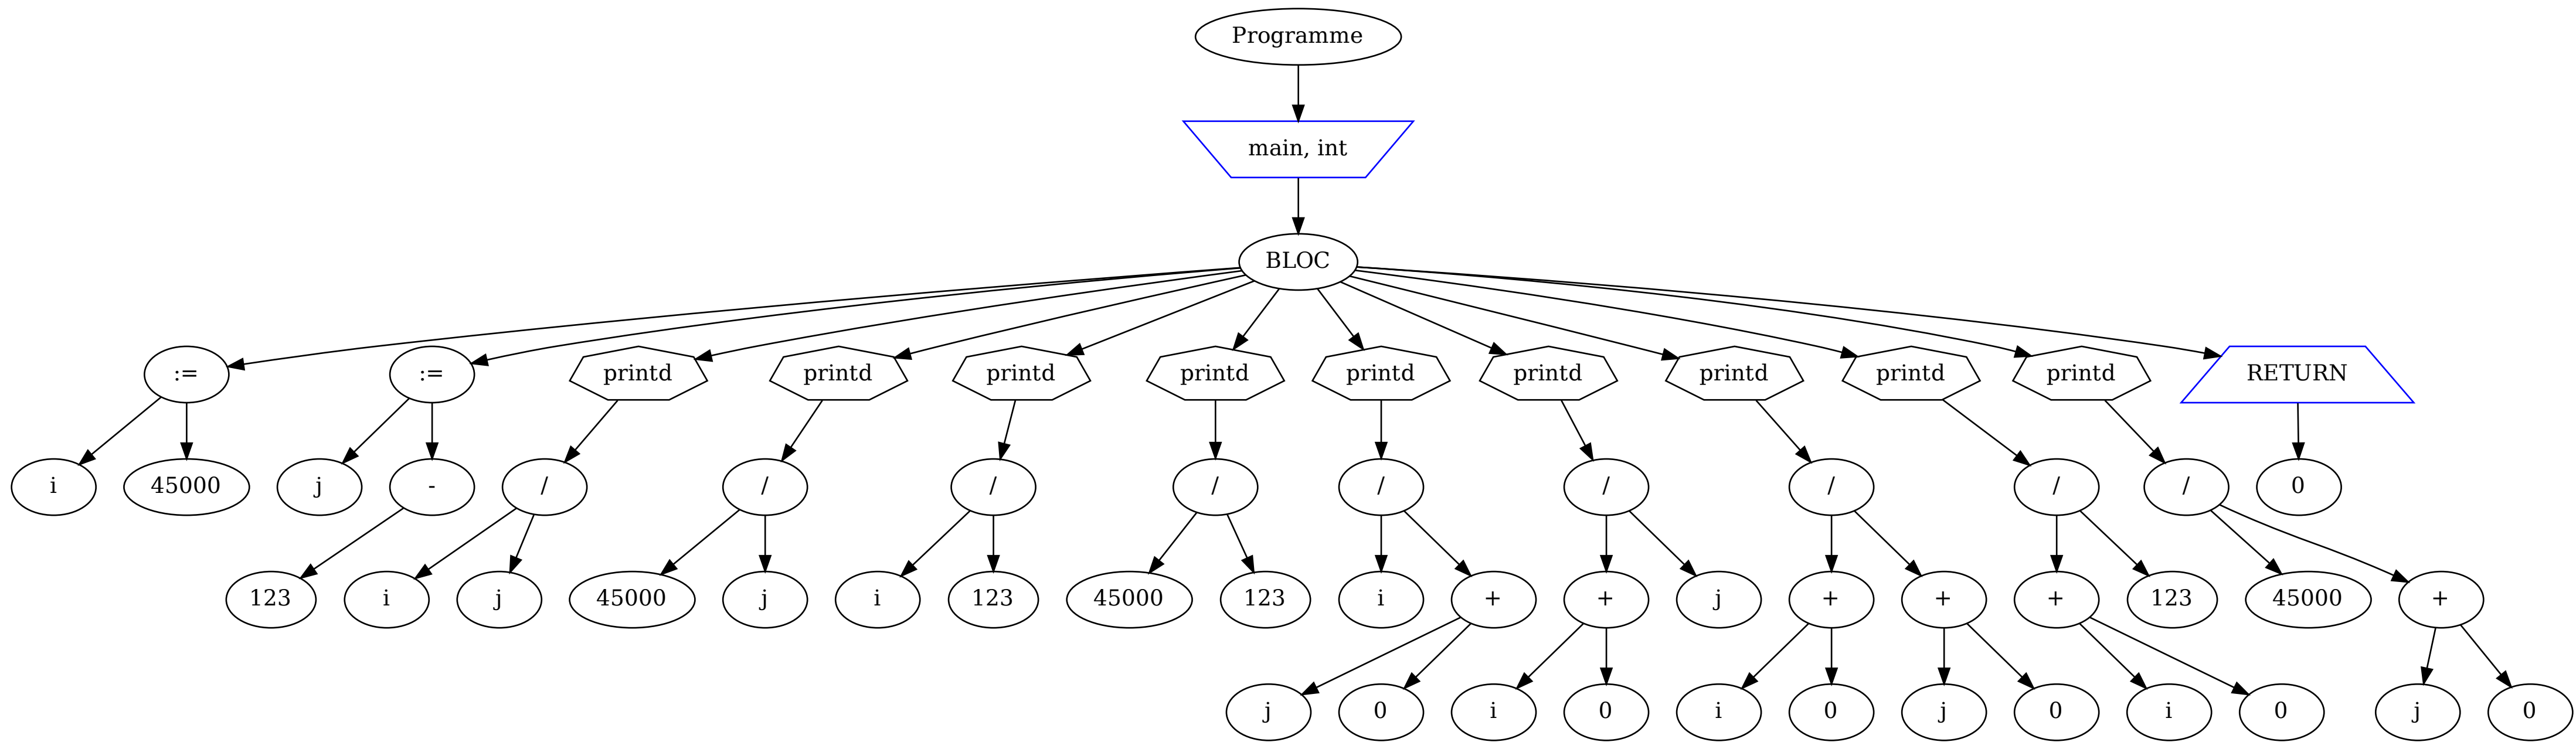 Programme
main, int
BLOC
:= := printd printd printd printd printd printd printd printd printd RETURN
i 45000 j - / / / / / / / / / 0
123 i j 45000 j i 123 45000 123 i + + j + + + 123 45000 +
j 0 i 0 i 0 j 0 i 0 j 0